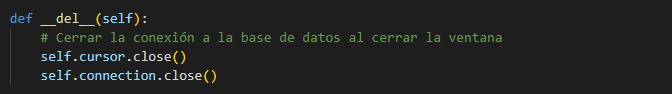 def __del__(self):
    # Cerrar la conexión a la base de datos al cerrar la ventana
    self.cursor.close()
    self.connection.close()